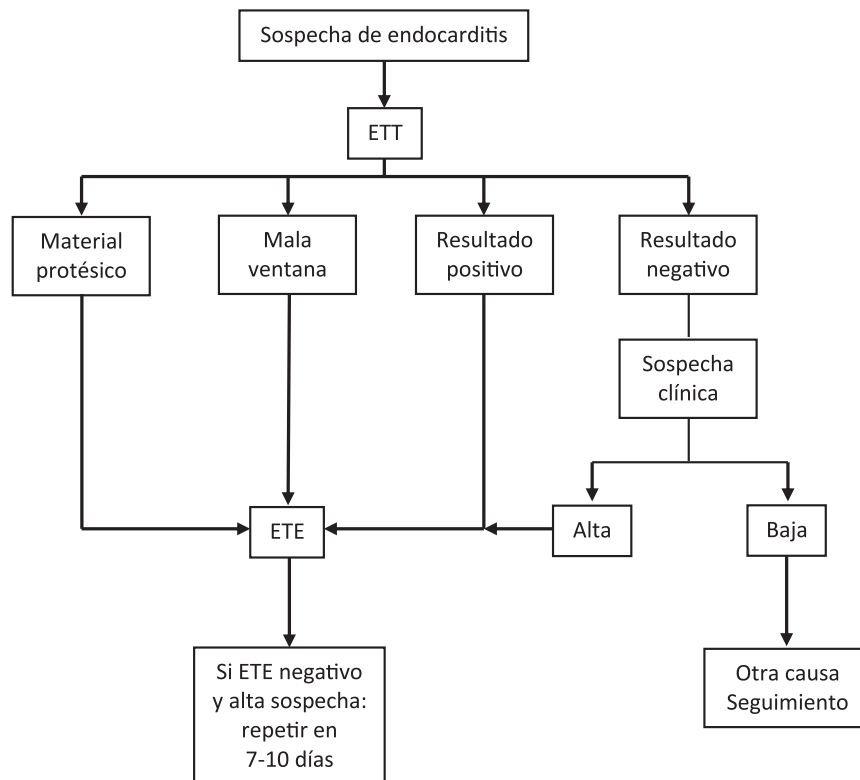 Sospecha de endocarditis
ETT
Material
protésico
Mala
ventana
Resultado
positivo
Resultado
negativo
Sospecha
clínica
ETE
Alta
Baja
Si ETE negativo
y alta sospecha:
repetir en
7-10 días
Otra causa
Seguimiento